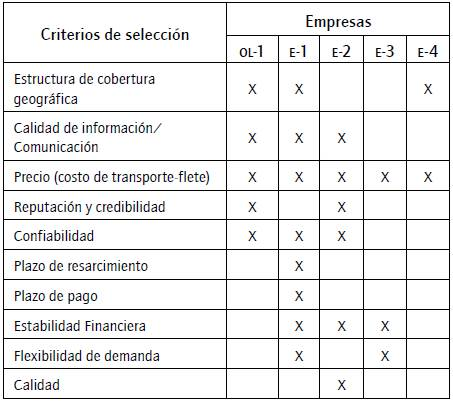 Criterios de selección
Empresas
OL-1 E-1 E-2 E-3 E-4
Estructura de cobertura
geográfica
X X X
Calidad de información/
Comunicación
X X X
Precio (costo de transporte-flete) X X X X X
Reputación y credibilidad X X
Confiabilidad X X X
Plazo de resarcimiento X
Plazo de pago X
Estabilidad Financiera X X X
Flexibilidad de demanda X X
Calidad X